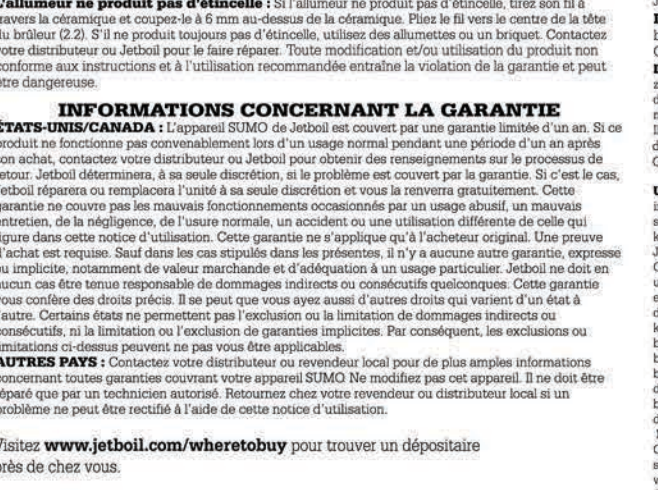 L'allumeur ne produit pas d'étincelle : Si l'allumeur ne produit pas d'étincelle, tirez son fil à
travers la céramique et coupez-le à 6 mm au-dessus de la céramique. Pliez le fil vers le centre de la tête
du brûleur (2.2). S'il ne produit toujours pas d'étincelle, utilisez des allumettes ou un briquet. Contactez
votre distributeur ou Jetboil pour le faire réparer. Toute modification et/ou utilisation du produit non
conforme aux instructions et à l'utilisation recommandée entraîne la violation de la garantie et peut
être dangereuse.
INFORMATIONS CONCERNANT LA GARANTIE
ÉTATS-UNIS/CANADA : L'appareil SUMO de Jetboil est couvert par une garantie limitée d'un an. Si ce
produit ne fonctionne pas convenablement lors d'un usage normal pendant une période d'un an après
son achat, contactez votre distributeur ou Jetboil pour obtenir des renseignements sur le processus de
retour. Jetboil déterminera, à sa seule discrétion, si le problème est couvert par la garantie. Si c'est le cas,
Jetboil réparera ou remplacera l'unité à sa seule discrétion et vous la renverra gratuitement. Cette
garantie ne couvre pas les mauvais fonctionnements occasionnés par un usage abusif, un mauvais
entretien, de la négligence, de l'usure normale, un accident ou une utilisation différente de celle qui
figure dans cette notice d'utilisation. Cette garantie ne s'applique qu'à l'acheteur original. Une preuve
d'achat est requise. Sauf dans les cas stipulés dans les présentes, il n'y a aucune autre garantie, expresse
ou implicite, notamment de valeur marchande et d'adéquation à un usage particulier. Jetboil ne doit en
aucun cas être tenue responsable de dommages indirects ou consécutifs quelconques. Cette garantie
vous confère des droits précis. Il se peut que vous ayez aussi d'autres droits qui varient d'un état à
l'autre. Certains états ne permettent pas l'exclusion ou la limitation de dommages indirects ou
consécutifs, ni la limitation ou l'exclusion de garanties implicites. Par conséquent, les exclusions ou
limitations ci-dessus peuvent ne pas vous être applicables.
AUTRES PAYS : Contactez votre distributeur ou revendeur local pour de plus amples informations
concernant toutes garanties couvrant votre appareil SUMO. Ne modifiez pas cet appareil. Il ne doit être
réparé que par un technicien autorisé. Retournez chez votre revendeur ou distributeur local si un
problème ne peut être rectifié à l'aide de cette notice d'utilisation.
Visitez www.jetboil.com/wheretobuy pour trouver un dépositaire
près de chez vous.